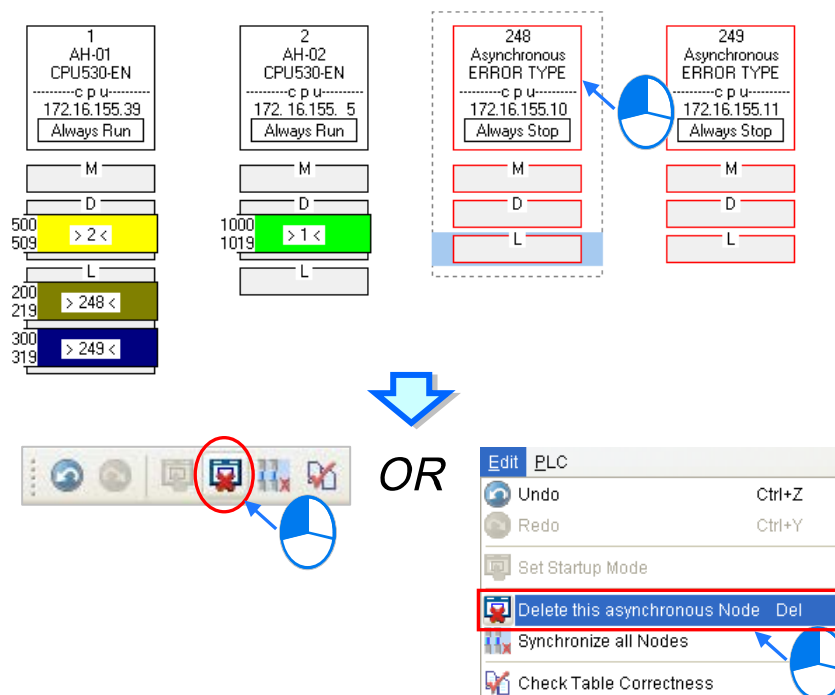 1
AH-01
CPU530-EN
--------c p u--------
172.16.155.39
Always Run
M
D
500
509
> 2 <
L
200
219
> 248 <
300
319
> 249 <
2
AH-02
CPU530-EN
--------c p u--------
172. 16.155. 5
Always Run
M
D
1000
1019
> 1 <
L
248
Asynchronous
ERROR TYPE
--------c p u--------
172.16.155.10
Always Stop
M
D
L
249
Asynchronous
ERROR TYPE
--------c p u--------
172.16.155.11
Always Stop
M
D
L
OR
Edit PLC
Undo Ctrl+Z
Redo Ctrl+Y
Set Startup Mode
Delete this asynchronous Node Del
Synchronize all Nodes
Check Table Correctness